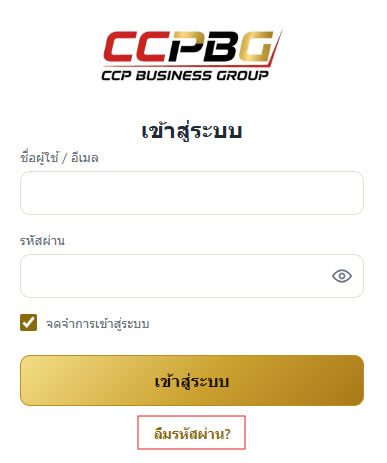 CCPBG
CCP BUSINESS GROUP
เข้าสู่ระบบ
ชื่อผู้ใช้ / อีเมล
รหัสผ่าน
จดจำการเข้าสู่ระบบ
เข้าสู่ระบบ
ลืมรหัสผ่าน?